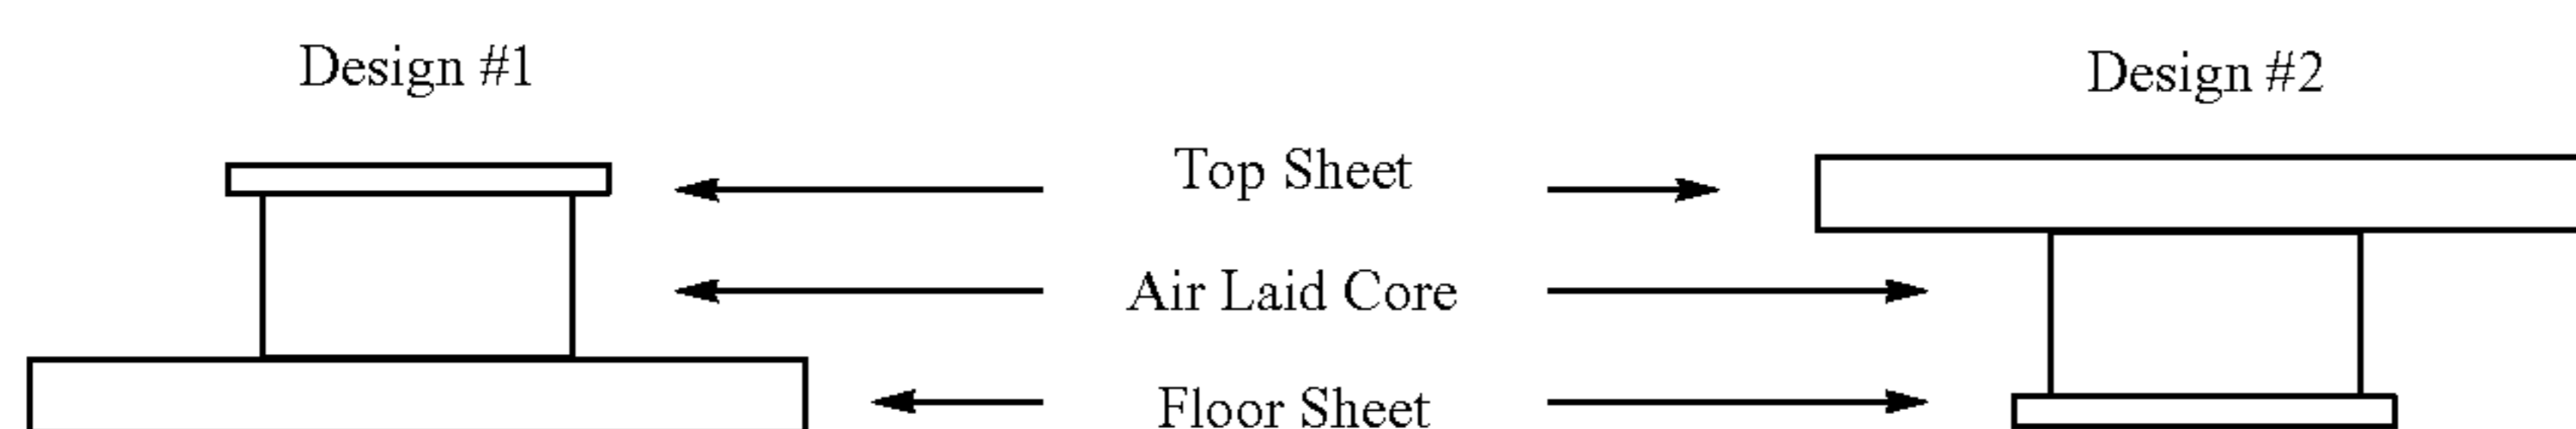 Design #1
Design #2
Top Sheet
Air Laid Core
Floor Sheet